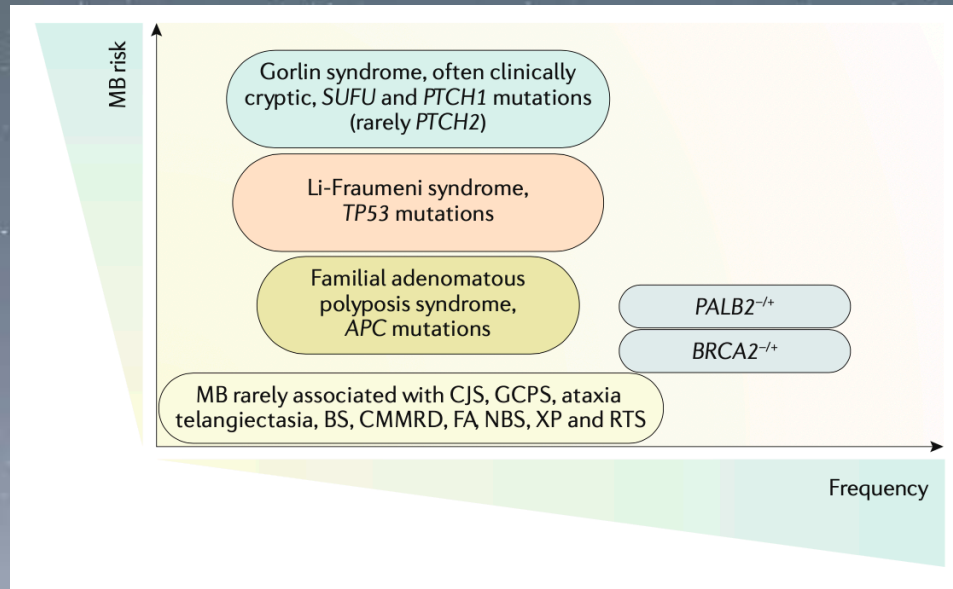 MB risk
Gorlin syndrome, often clinically
cryptic, SUFU and PTCH1 mutations
(rarely PTCH2)
Li-Fraumeni syndrome,
TP53 mutations
Familial adenomatous
polyposis syndrome,
APC mutations
PALB2⁻/⁺
BRCA2⁻/⁺
MB rarely associated with CJS, GCPS, ataxia
telangiectasia, BS, CMMRD, FA, NBS, XP and RTS
Frequency